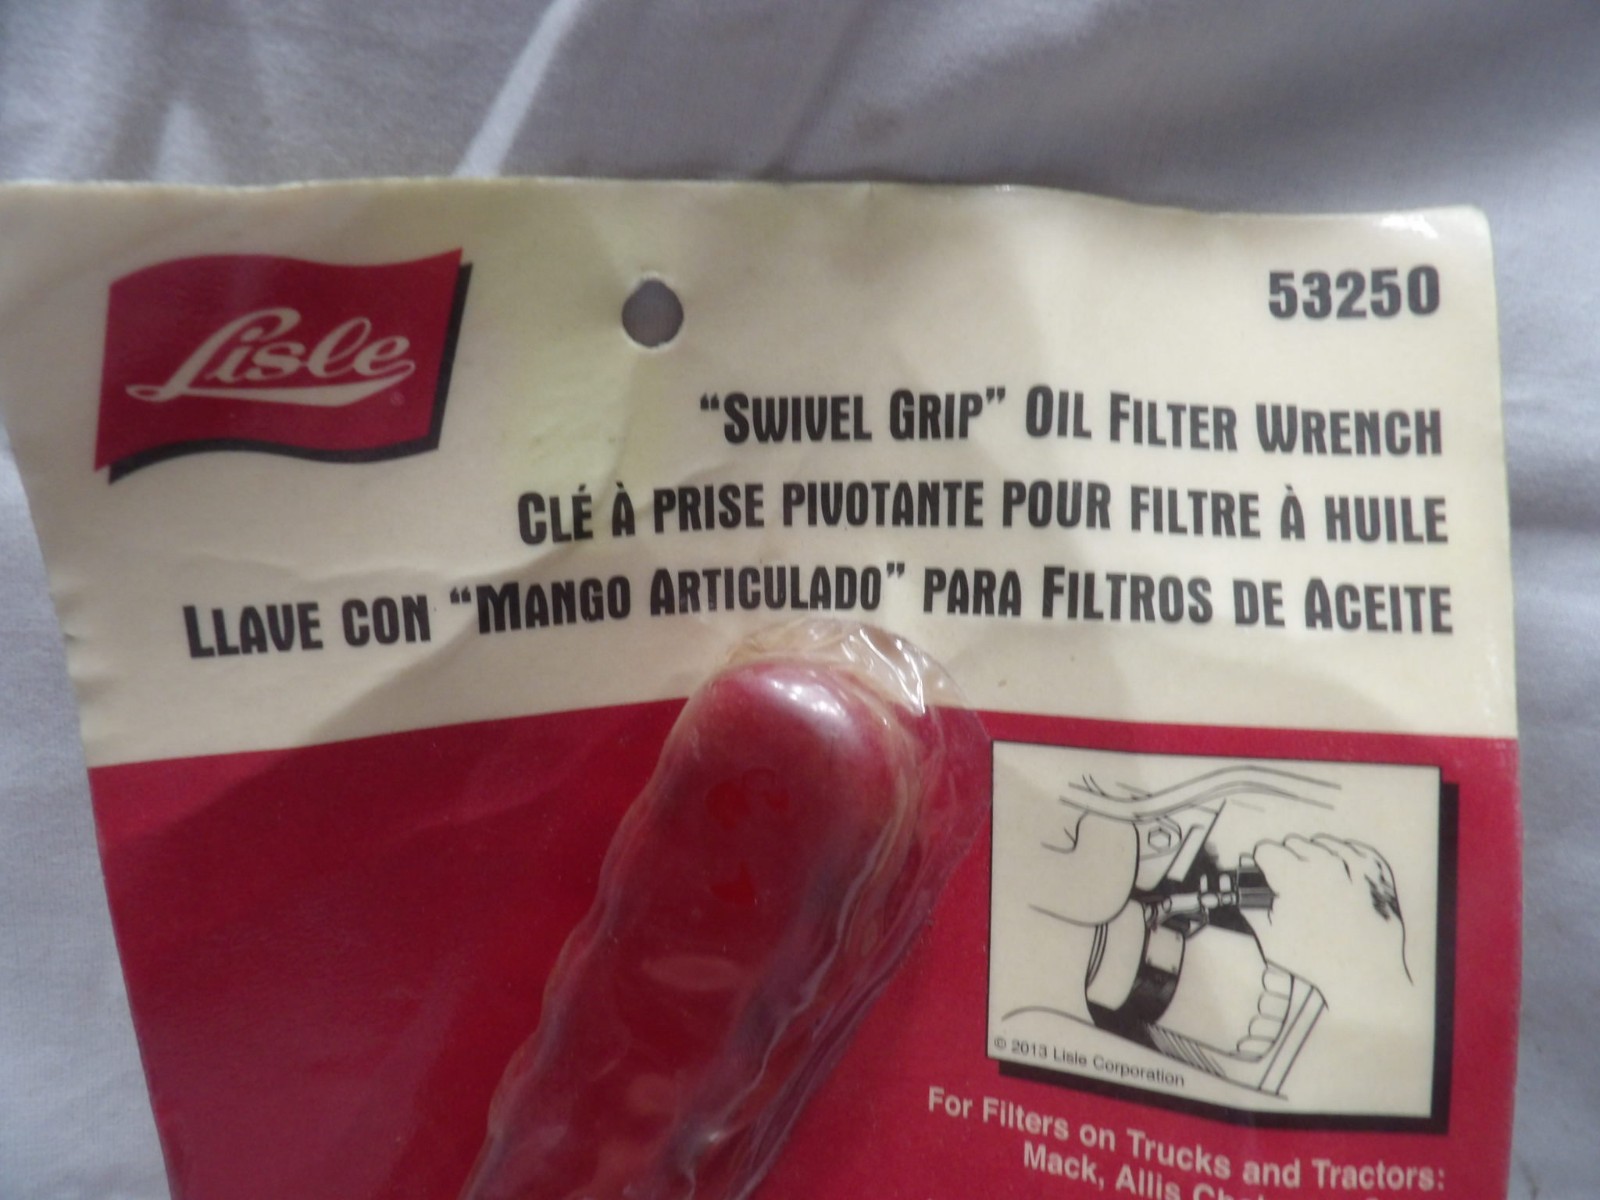 Lisle®
53250
"SWIVEL GRIP" OIL FILTER WRENCH
CLÉ À PRISE PIVOTANTE POUR FILTRE À HUILE
LLAVE CON "MANGO ARTICULADO" PARA FILTROS DE ACEITE
© 2013 Lisle Corporation
For Filters on Trucks and Tractors:
Mack, Allis